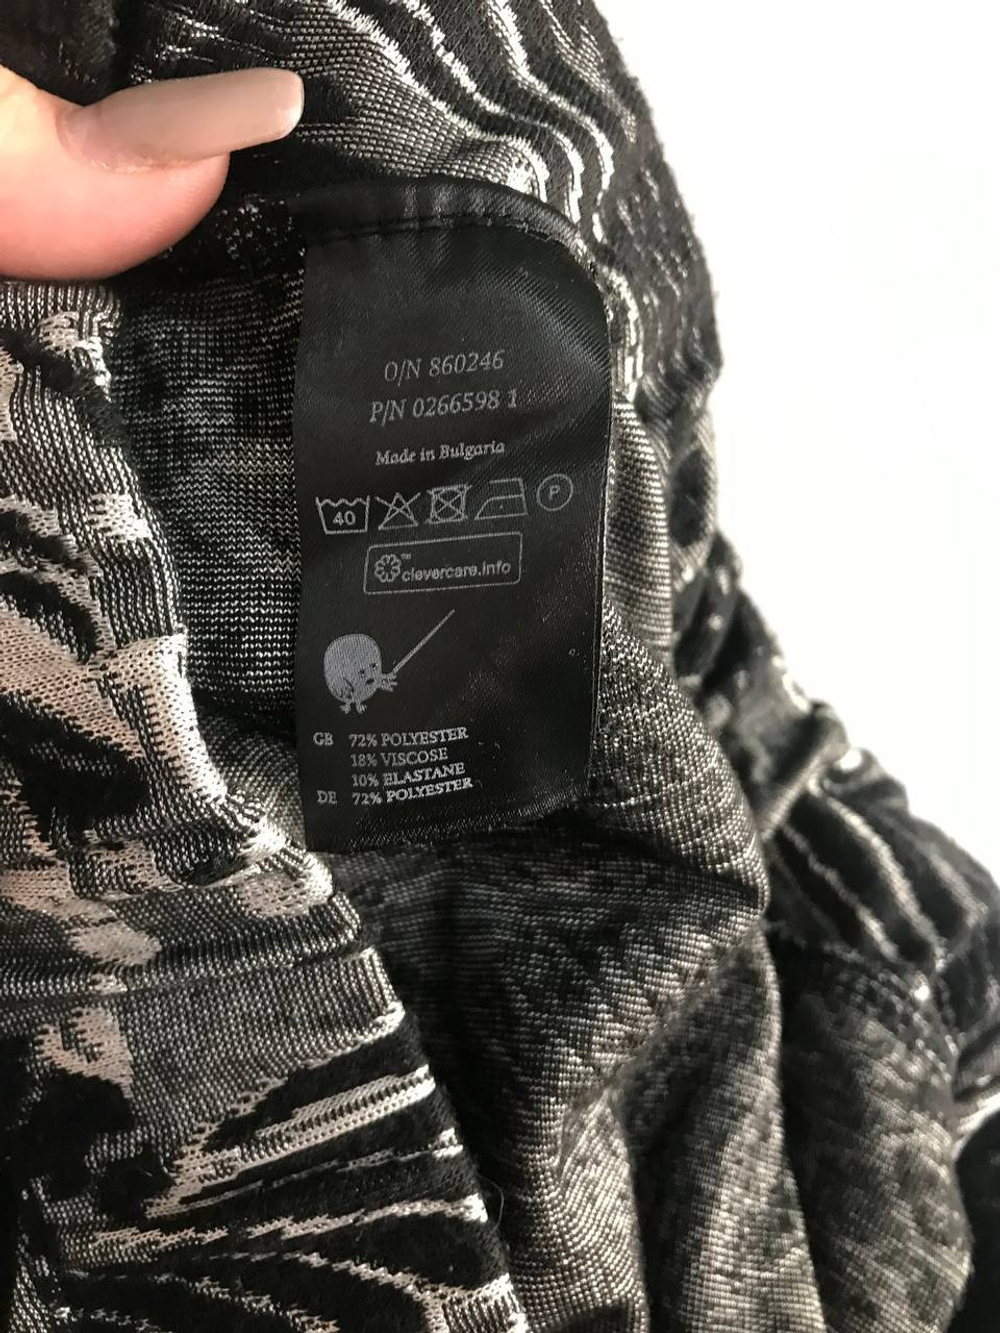 O/N 860246
P/N 0266598 1
Made in Bulgaria
40 P
™ clevercare.info
GB 72% POLYESTER
18% VISCOSE
10% ELASTANE
DE 72% POLYESTER